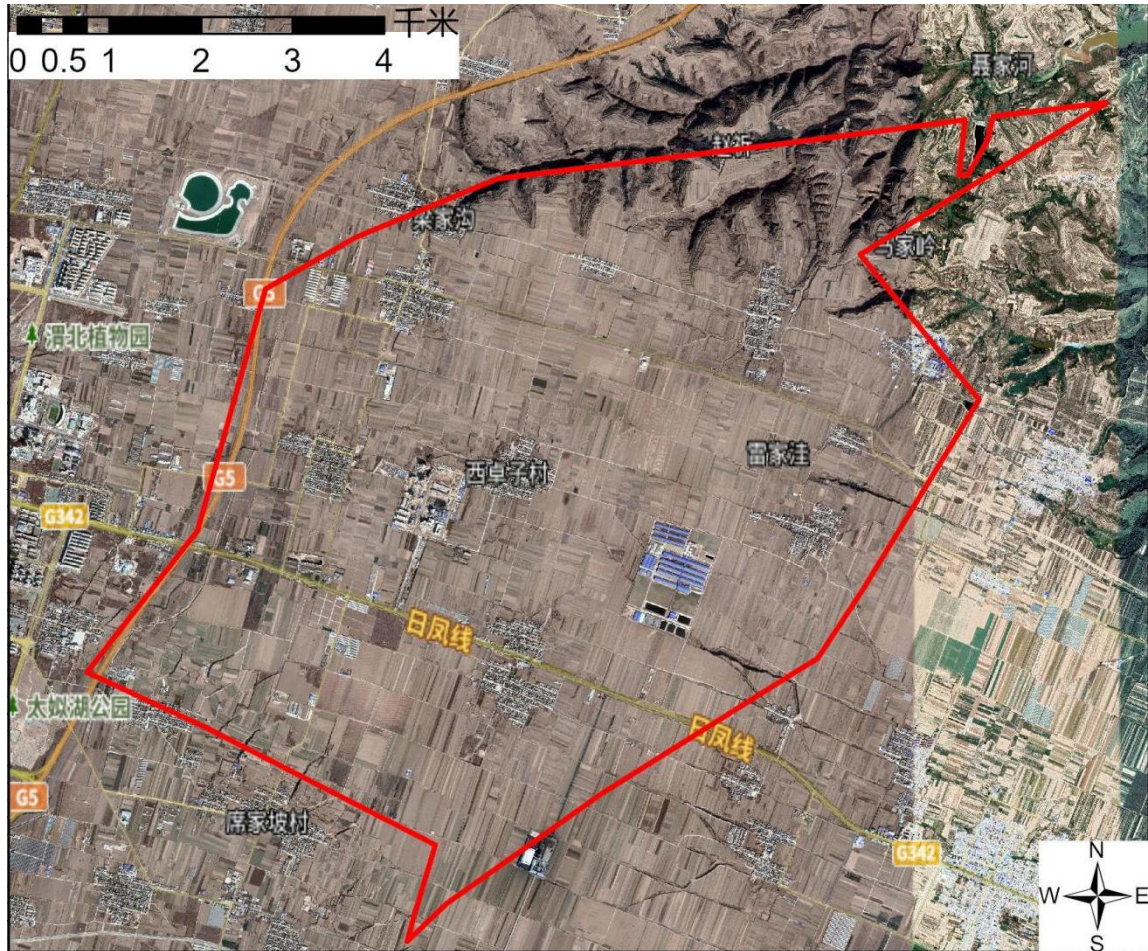 千米
0 0.5 1 2 3 4
聂家河
赵祈
梁家沟
马家岭
G5
渭北植物园
雷家洼
西卓子村
G5
G342
日凤线
太姒湖公园
日凤线
G5
席家坡村
G342
N
W E
S